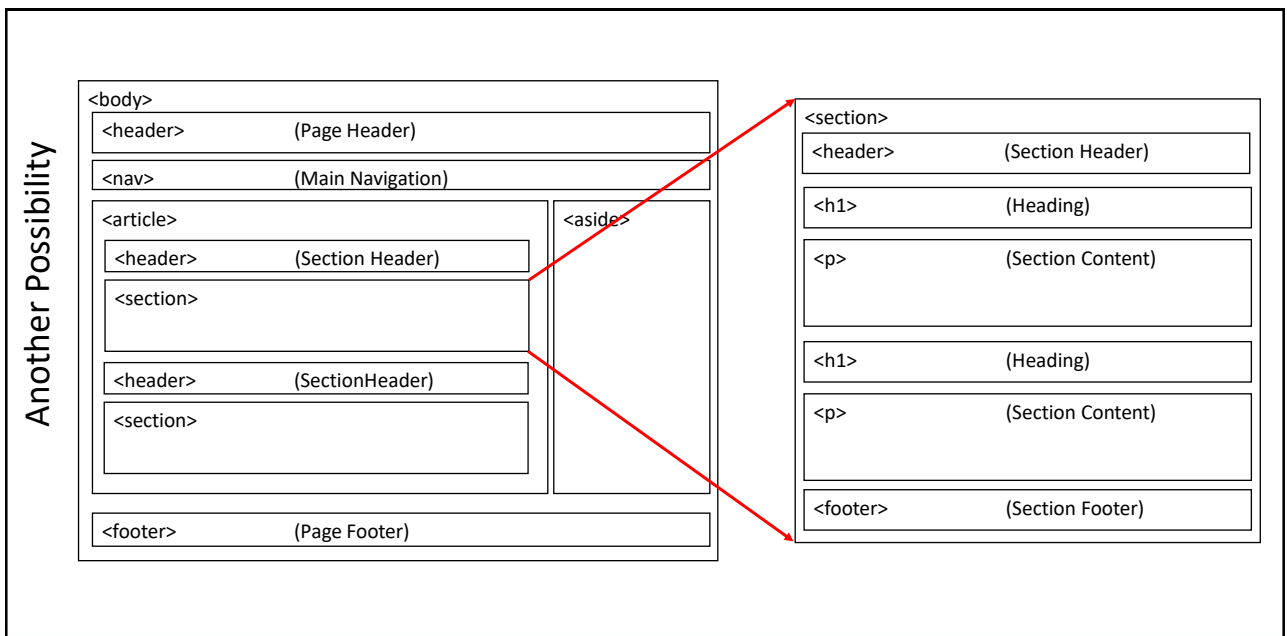 Another Possibility
<body>
<header> (Page Header)
<nav> (Main Navigation)
<article>
<aside>
<header> (Section Header)
<section>
<header> (SectionHeader)
<section>
<footer> (Page Footer)
<section>
<header> (Section Header)
<h1> (Heading)
<p> (Section Content)
<h1> (Heading)
<p> (Section Content)
<footer> (Section Footer)